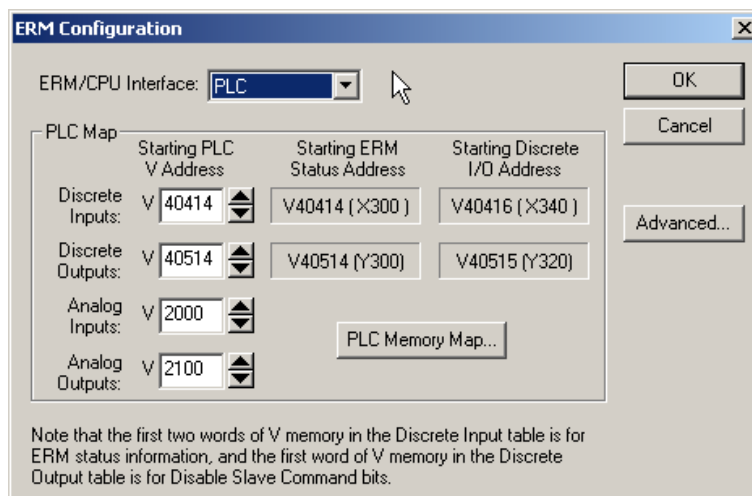 ERM Configuration
ERM/CPU Interface: PLC
OK
Cancel
Advanced...
PLC Map
Starting PLC V Address
Starting ERM Status Address
Starting Discrete I/O Address
Discrete Inputs: V 40414 V40414 ( X300 ) V40416 ( X340 )
Discrete Outputs: V 40514 V40514 (Y300) V40515 (Y320)
Analog Inputs: V 2000
Analog Outputs: V 2100
PLC Memory Map...
Note that the first two words of V memory in the Discrete Input table is for
ERM status information, and the first word of V memory in the Discrete
Output table is for Disable Slave Command bits.